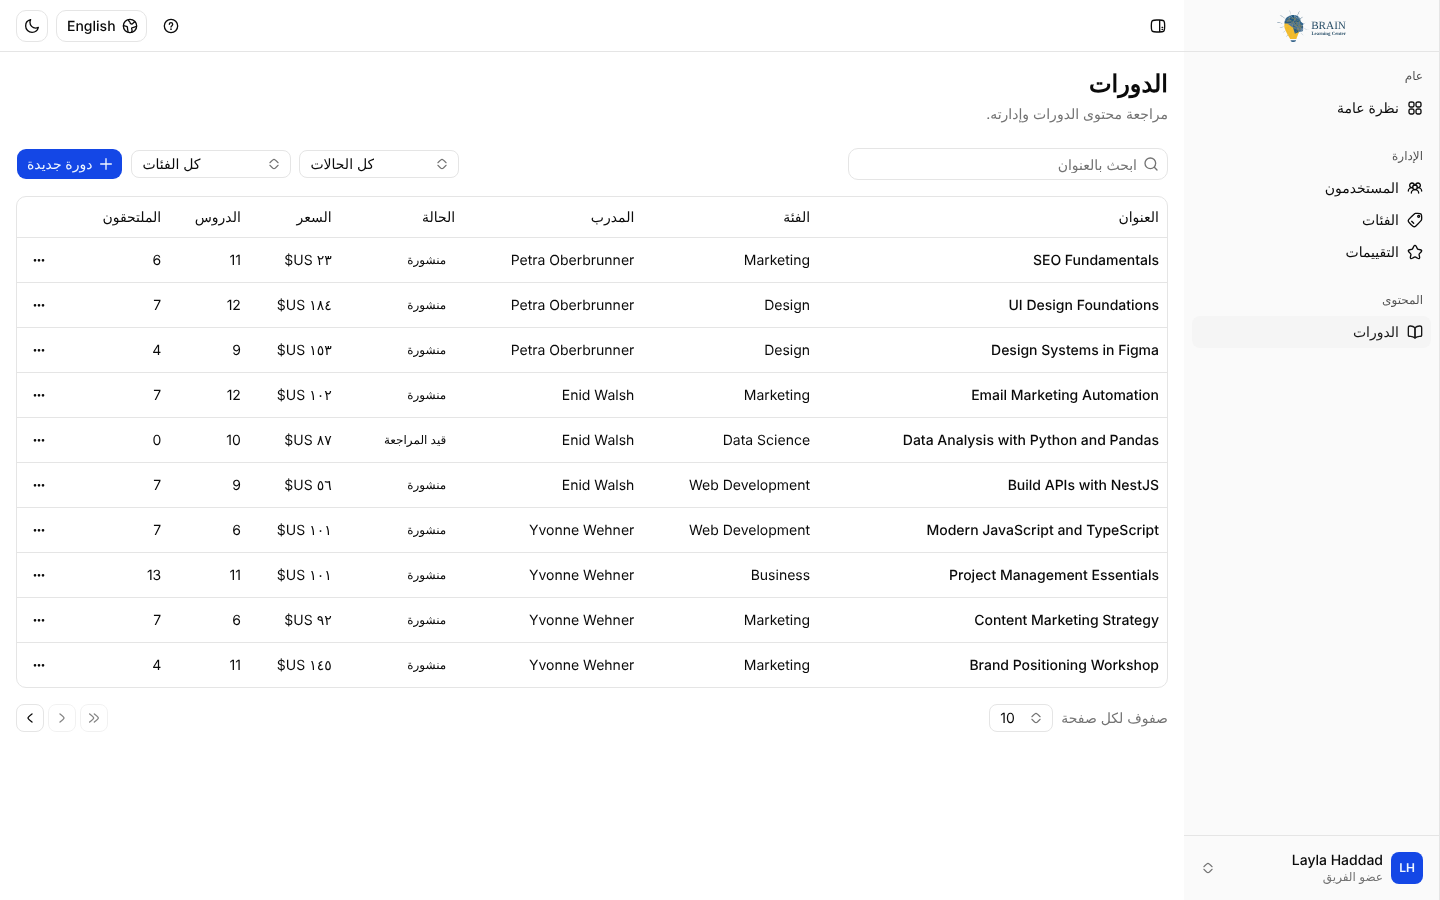 BRAIN
Learning Center
English
عام
نظرة عامة
الإدارة
المستخدمون
الفئات
التقييمات
المحتوى
الدورات
الدورات
مراجعة محتوى الدورات وإدارته.
ابحث بالعنوان
كل الحالات
كل الفئات
دورة جديدة
العنوان الفئة المدرب الحالة السعر الدروس الملتحقون
SEO Fundamentals Marketing Petra Oberbrunner منشورة ٢٣ US$ 11 6
UI Design Foundations Design Petra Oberbrunner منشورة ١٨٤ US$ 12 7
Design Systems in Figma Design Petra Oberbrunner منشورة ١٥٣ US$ 9 4
Email Marketing Automation Marketing Enid Walsh منشورة ١٠٢ US$ 12 7
Data Analysis with Python and Pandas Data Science Enid Walsh قيد المراجعة ٨٧ US$ 10 0
Build APIs with NestJS Web Development Enid Walsh منشورة ٥٦ US$ 9 7
Modern JavaScript and TypeScript Web Development Yvonne Wehner منشورة ١٠١ US$ 6 7
Project Management Essentials Business Yvonne Wehner منشورة ١٠١ US$ 11 13
Content Marketing Strategy Marketing Yvonne Wehner منشورة ٩٢ US$ 6 7
Brand Positioning Workshop Marketing Yvonne Wehner منشورة ١٤٥ US$ 11 4
صفوف لكل صفحة 10
LH
Layla Haddad
عضو الفريق